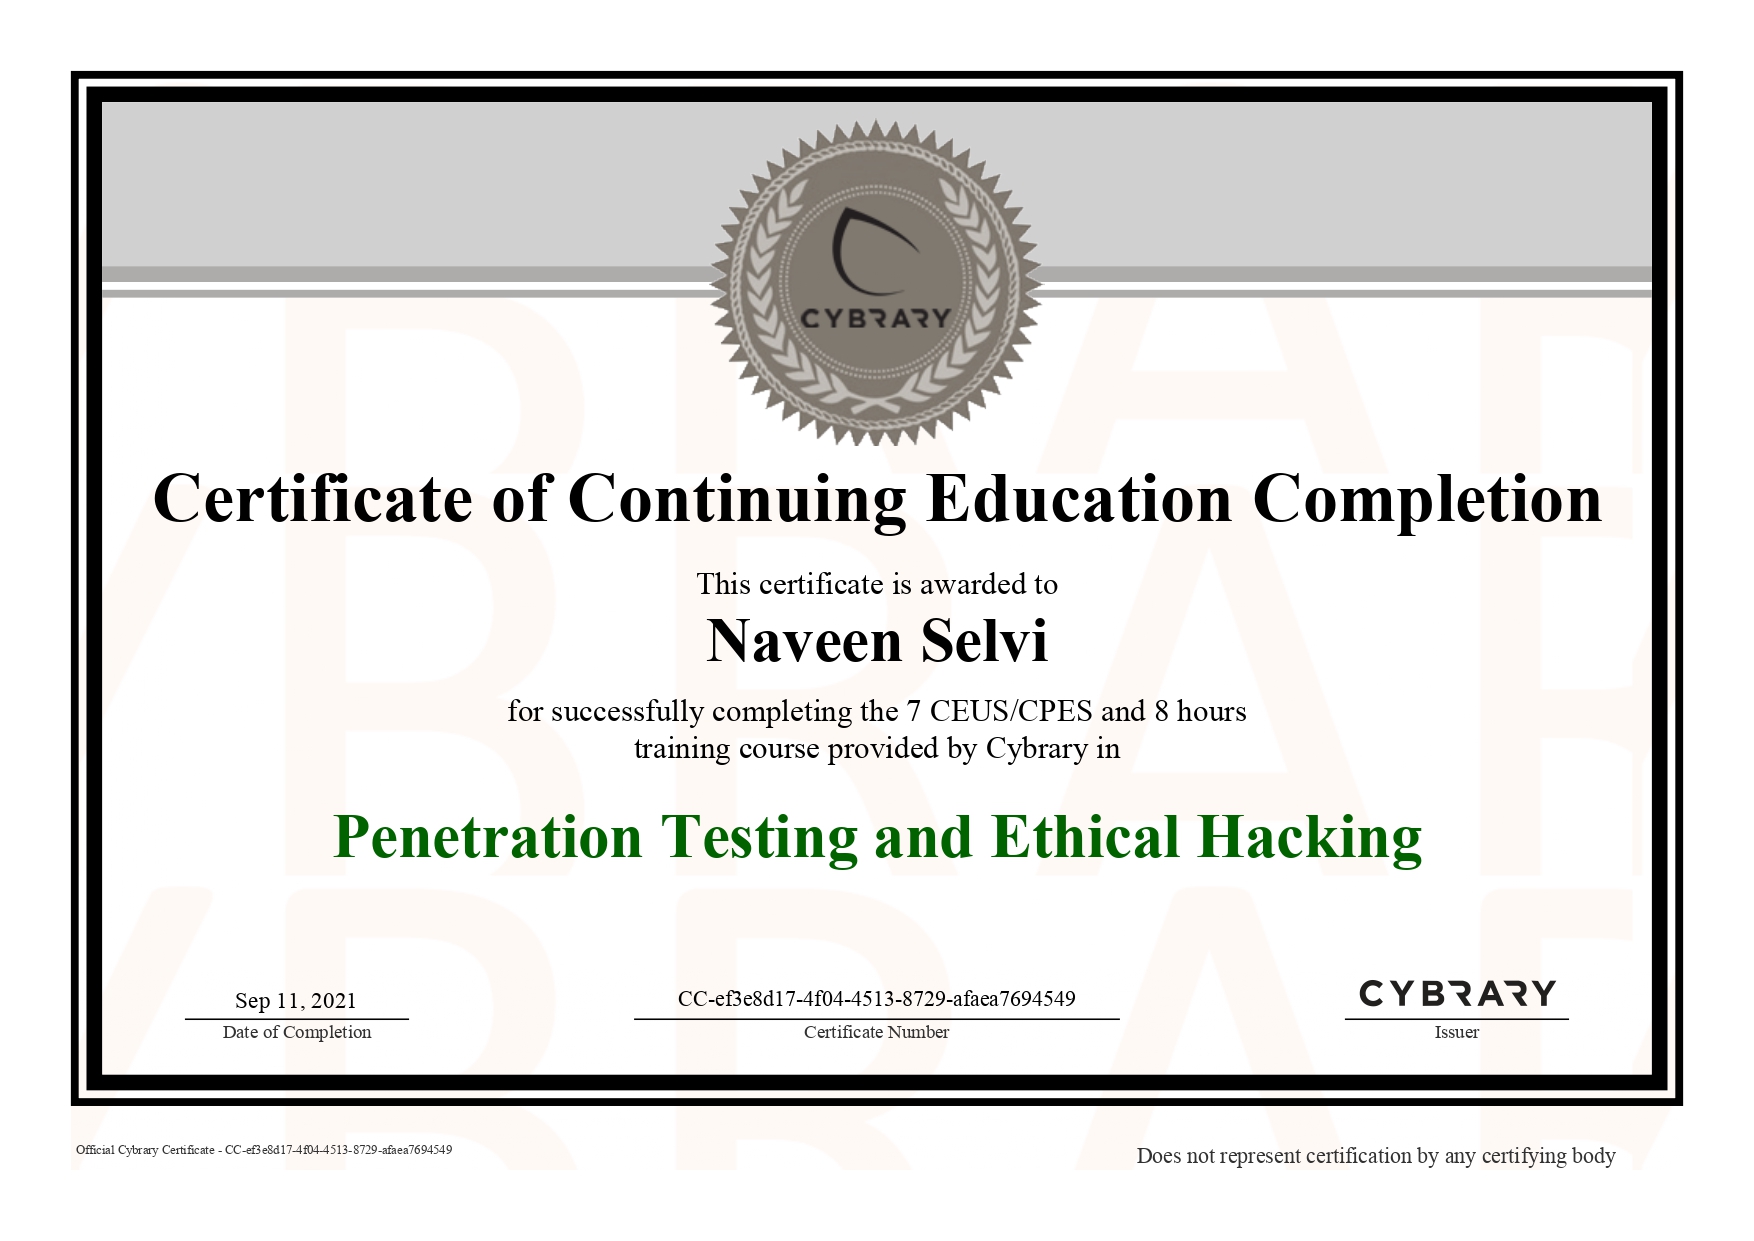 CYBRARY
Certificate of Continuing Education Completion
This certificate is awarded to
Naveen Selvi
for successfully completing the 7 CEUS/CPES and 8 hours
training course provided by Cybrary in
Penetration Testing and Ethical Hacking
Sep 11, 2021
Date of Completion
CC-ef3e8d17-4f04-4513-8729-afaea7694549
Certificate Number
CYBRARY
Issuer
Official Cybrary Certificate - CC-ef3e8d17-4f04-4513-8729-afaea7694549
Does not represent certification by any certifying body